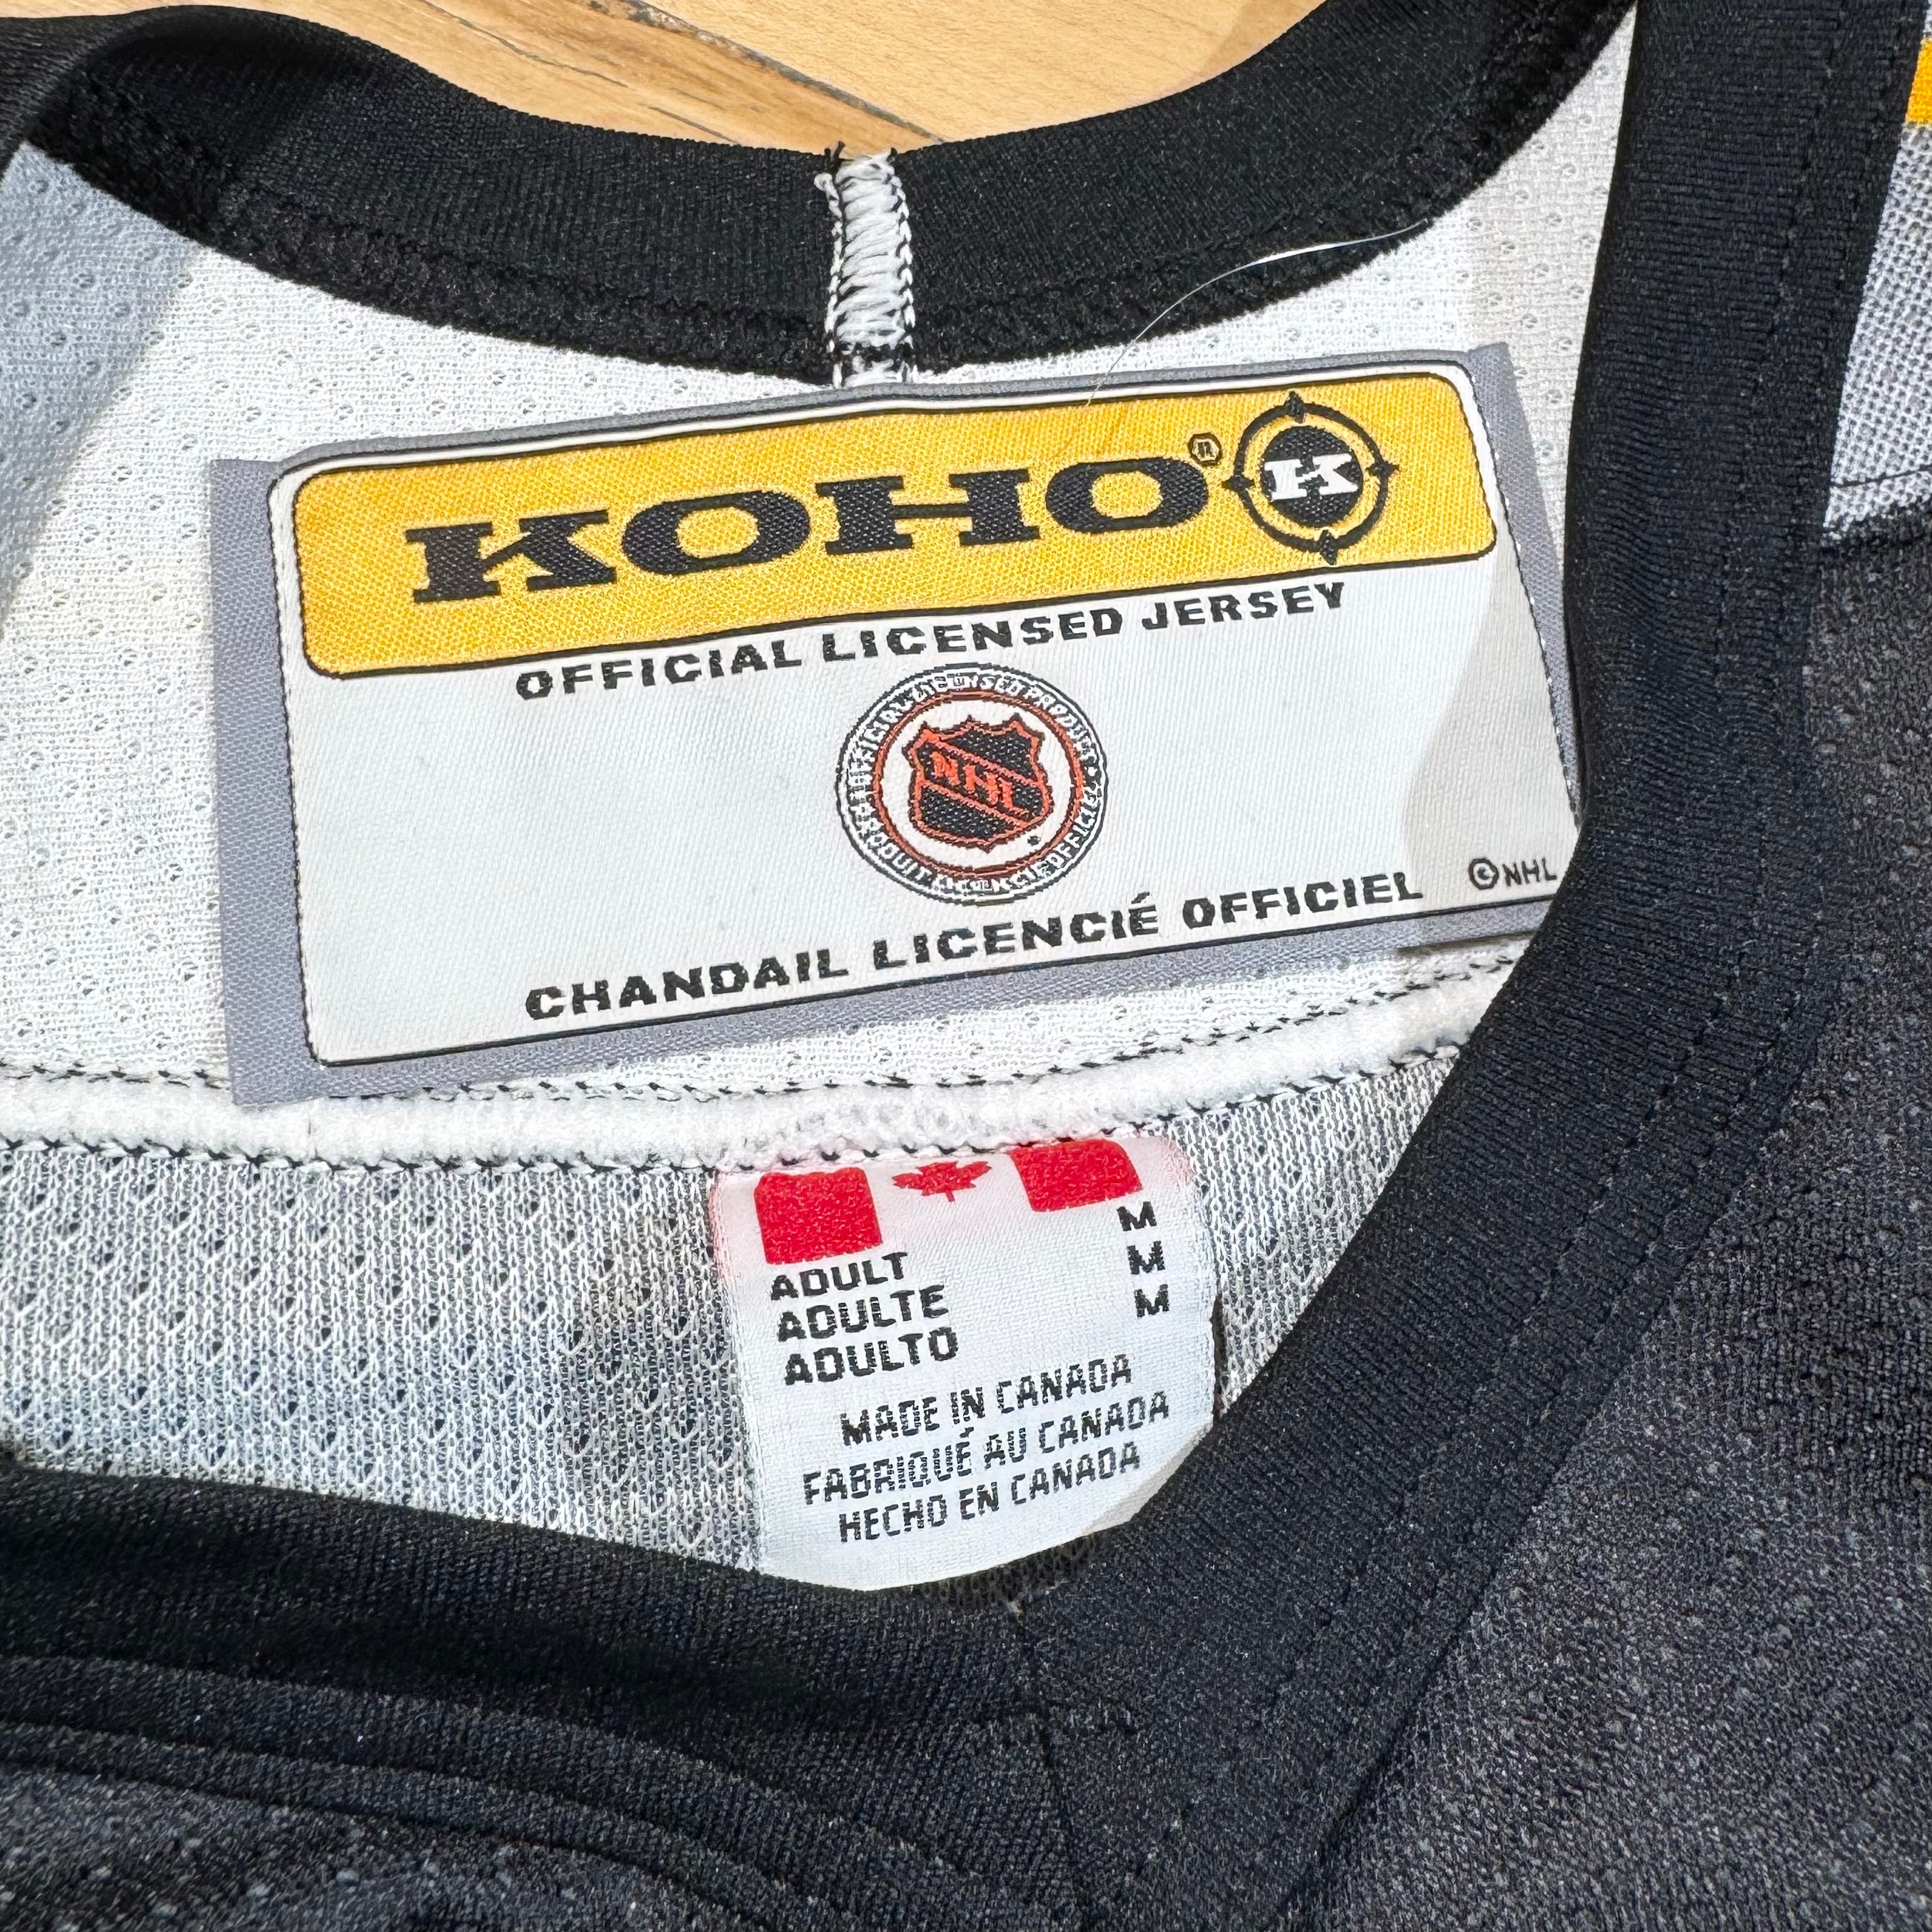 KOHO® K
OFFICIAL LICENSED JERSEY
NHL
CHANDAIL LICENCIÉ OFFICIEL
©NHL
ADULT M
ADULTE M
ADULTO M
MADE IN CANADA
FABRIQUÉ AU CANADA
HECHO EN CANADA